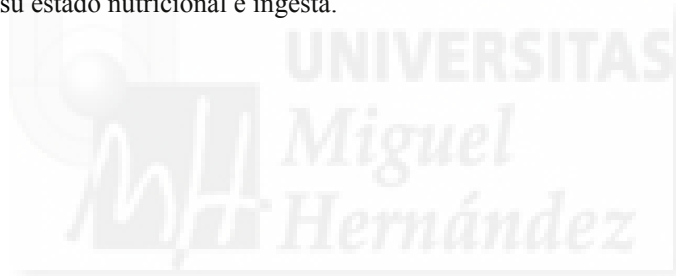 su estado nutricional e ingesta.
UNIVERSITAS
Miguel
Hernández